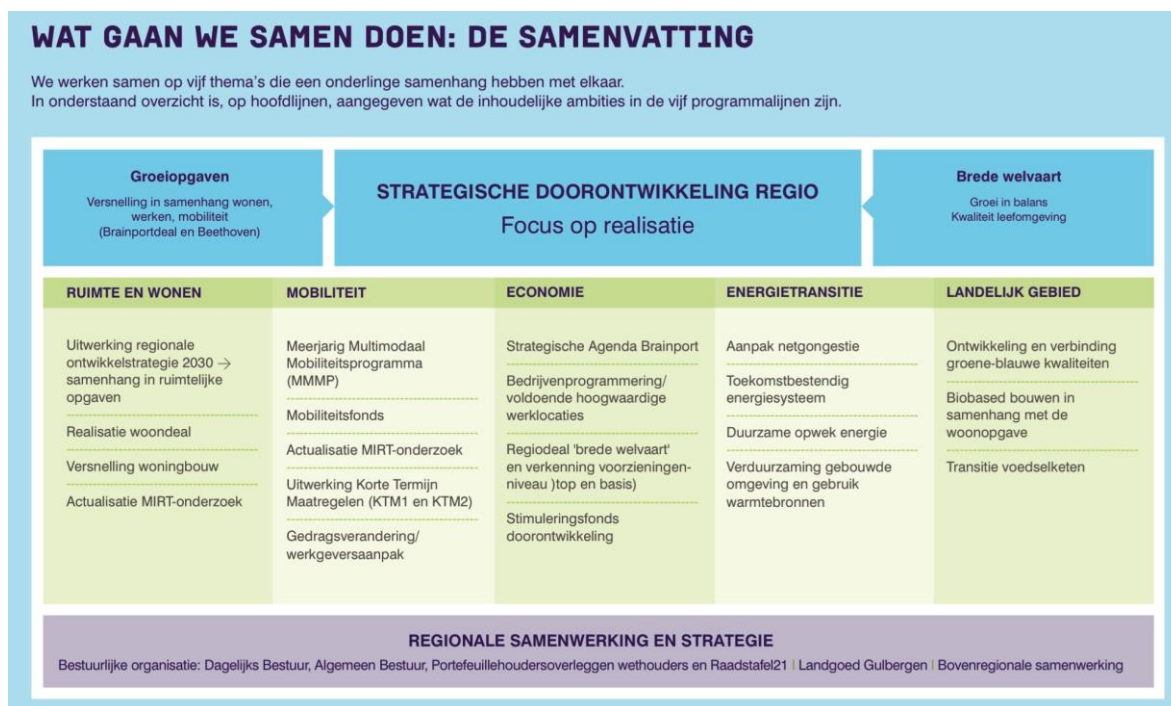 WAT GAAN WE SAMEN DOEN: DE SAMENVATTING
We werken samen op vijf thema's die een onderlinge samenhang hebben met elkaar.
In onderstaand overzicht is, op hoofdlijnen, aangegeven wat de inhoudelijke ambities in de vijf programmalijnen zijn.
Groeiopgaven
Versnelling in samenhang wonen,
werken, mobiliteit
(Brainportdeal en Beethoven)
STRATEGISCHE DOORONTWIKKELING REGIO
Focus op realisatie
Brede welvaart
Groei in balans
Kwaliteit leefomgeving
RUIMTE EN WONEN
Uitwerking regionale
ontwikkelstrategie 2030 →
samenhang in ruimtelijke
opgaven
Realisatie woondeal
Versnelling woningbouw
Actualisatie MIRT-onderzoek
MOBILITEIT
Meerjarig Multimodaal
Mobiliteitsprogramma
(MMMP)
Mobiliteitsfonds
Actualisatie MIRT-onderzoek
Uitwerking Korte Termijn
Maatregelen (KTM1 en KTM2)
Gedragsverandering/
werkgeversaanpak
ECONOMIE
Strategische Agenda Brainport
Bedrijvenprogrammering/
voldoende hoogwaardige
werklocaties
Regiodeal 'brede welvaart'
en verkenning voorzieningen-
niveau )top en basis)
Stimuleringsfonds
doorontwikkeling
ENERGIETRANSITIE
Aanpak netgongestie
Toekomstbestendig
energiesysteem
Duurzame opwek energie
Verduurzaming gebouwde
omgeving en gebruik
warmtebronnen
LANDELIJK GEBIED
Ontwikkeling en verbinding
groene-blauwe kwaliteiten
Biobased bouwen in
samenhang met de
woonopgave
Transitie voedselketen
REGIONALE SAMENWERKING EN STRATEGIE
Bestuurlijke organisatie: Dagelijks Bestuur, Algemeen Bestuur, Portefeuillehoudersoverleggen wethouders en Raadstafel21 | Landgoed Gulbergen | Bovenregionale samenwerking